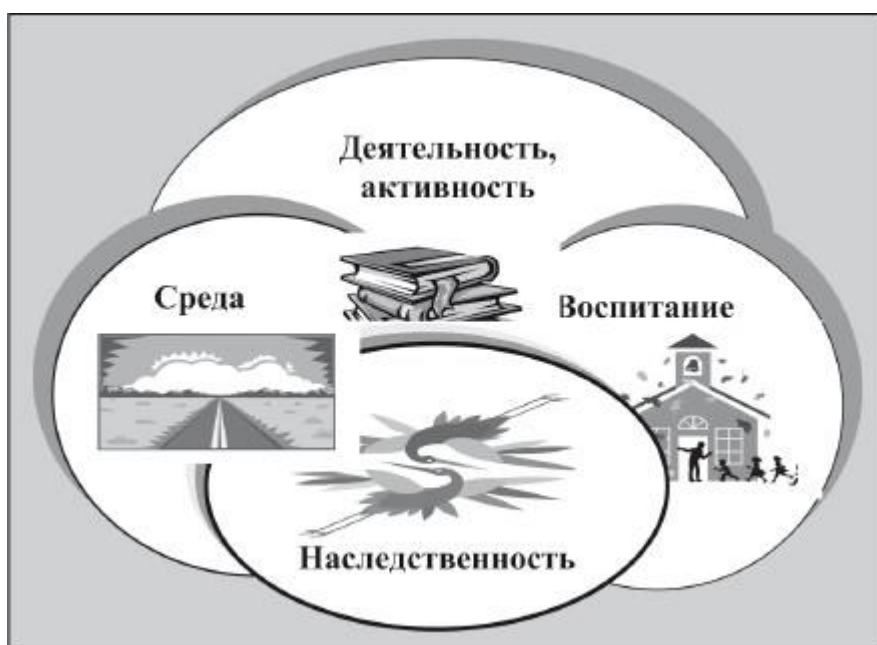 Деятельность,
активность
Среда
Воспитание
Наследственность